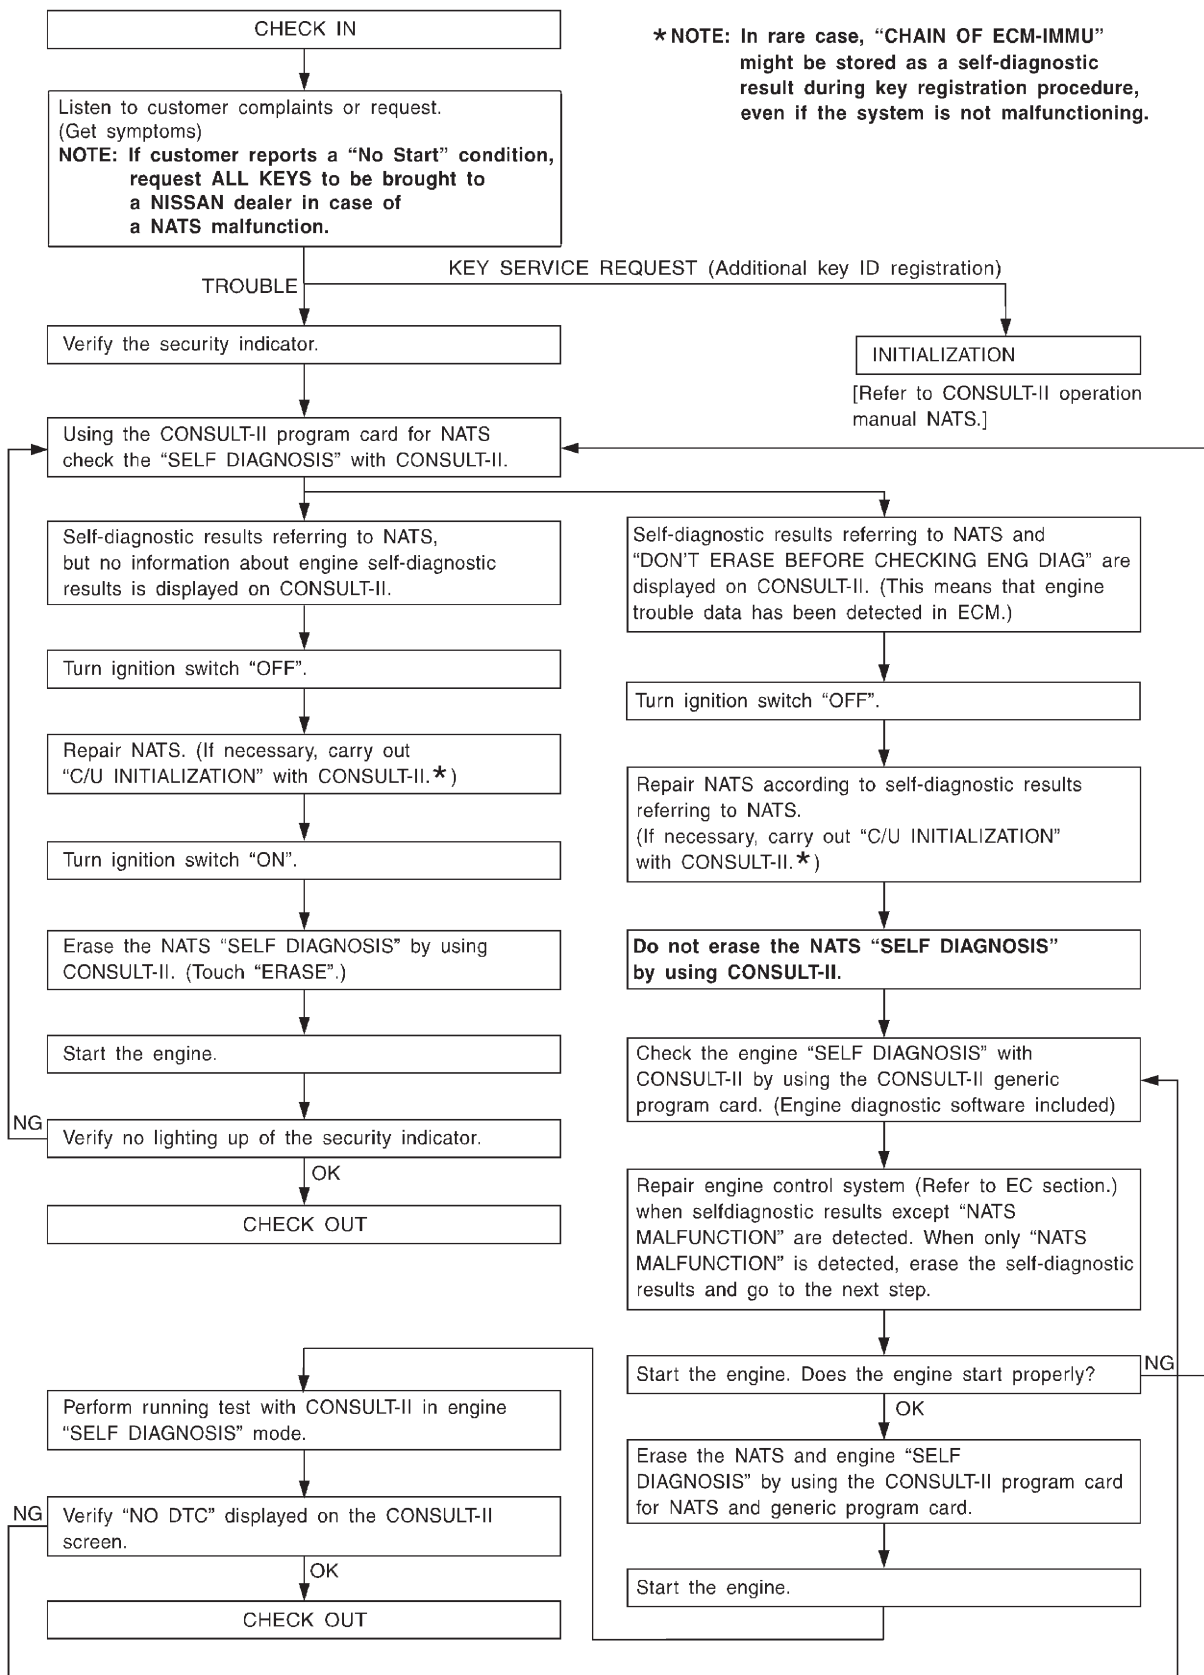 CHECK IN
*NOTE: In rare case, “CHAIN OF ECM-IMMU”
might be stored as a self-diagnostic
result during key registration procedure,
even if the system is not malfunctioning.
Listen to customer complaints or request.
(Get symptoms)
NOTE: If customer reports a “No Start” condition,
request ALL KEYS to be brought to
a NISSAN dealer in case of
a NATS malfunction.
KEY SERVICE REQUEST (Additional key ID registration)
TROUBLE
Verify the security indicator.
INITIALIZATION
[Refer to CONSULT-II operation
manual NATS.]
Using the CONSULT-II program card for NATS
check the “SELF DIAGNOSIS” with CONSULT-II.
Self-diagnostic results referring to NATS,
but no information about engine self-diagnostic
results is displayed on CONSULT-II.
Turn ignition switch “OFF”.
Repair NATS. (If necessary, carry out
“C/U INITIALIZATION” with CONSULT-II.*)
Turn ignition switch “ON”.
Erase the NATS “SELF DIAGNOSIS” by using
CONSULT-II. (Touch “ERASE”.)
Start the engine.
NG
Verify no lighting up of the security indicator.
OK
CHECK OUT
Self-diagnostic results referring to NATS and
“DON’T ERASE BEFORE CHECKING ENG DIAG” are
displayed on CONSULT-II. (This means that engine
trouble data has been detected in ECM.)
Turn ignition switch “OFF”.
Repair NATS according to self-diagnostic results
referring to NATS.
(If necessary, carry out “C/U INITIALIZATION”
with CONSULT-II.*)
Do not erase the NATS “SELF DIAGNOSIS”
by using CONSULT-II.
Check the engine “SELF DIAGNOSIS” with
CONSULT-II by using the CONSULT-II generic
program card. (Engine diagnostic software included)
Repair engine control system (Refer to EC section.)
when selfdiagnostic results except “NATS
MALFUNCTION” are detected. When only “NATS
MALFUNCTION” is detected, erase the self-diagnostic
results and go to the next step.
Start the engine. Does the engine start properly?
NG
OK
Erase the NATS and engine “SELF
DIAGNOSIS” by using the CONSULT-II program card
for NATS and generic program card.
Start the engine.
Perform running test with CONSULT-II in engine
“SELF DIAGNOSIS” mode.
NG
Verify “NO DTC” displayed on the CONSULT-II
screen.
OK
CHECK OUT